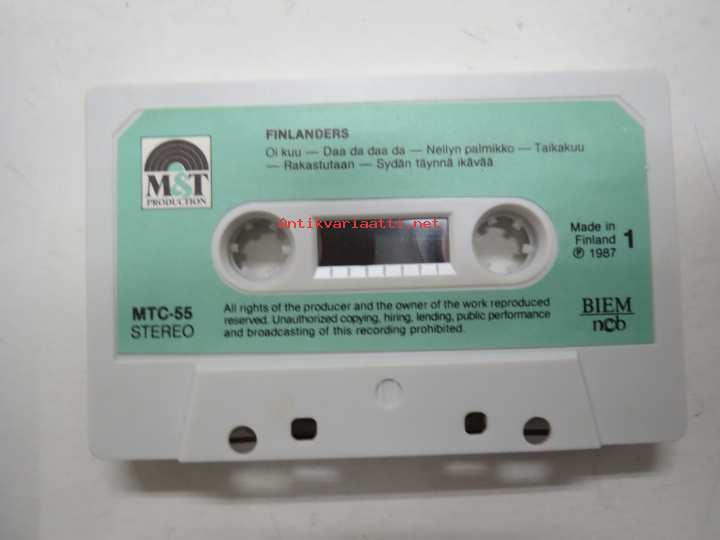 FINLANDERS
Oi kuu — Daa da daa da — Nellyn palmikko — Taikakuu
— Rakastutaan — Sydän täynnä ikävää
M&T
PRODUCTION
Antikvariaatti.net
Made in
Finland 1
℗ 1987
MTC-55
STEREO
All rights of the producer and the owner of the work reproduced
reserved. Unauthorized copying, hiring, lending, public performance
and broadcasting of this recording prohibited.
BIEM
ncb